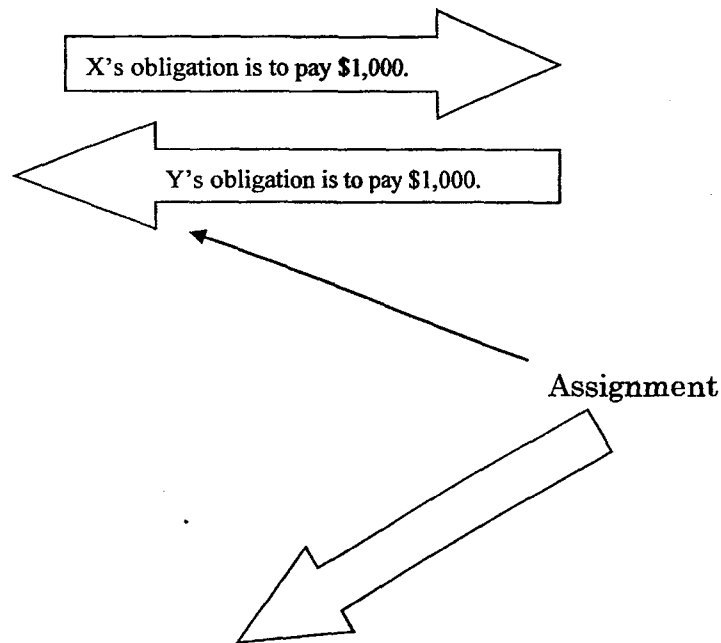 X’s obligation is to pay $1,000.
Y’s obligation is to pay $1,000.
Assignment